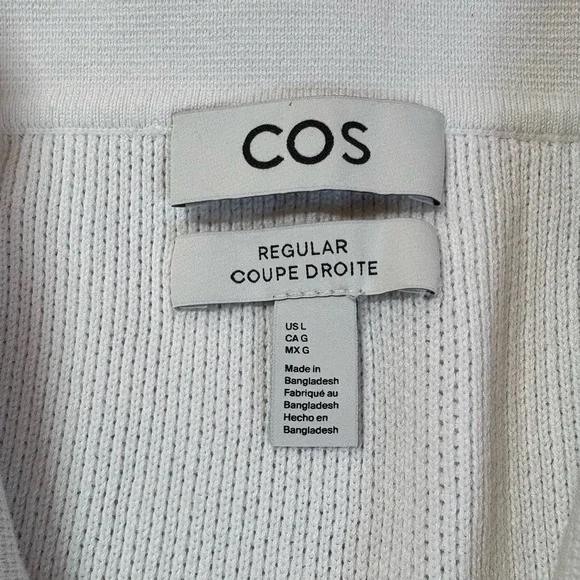 COS
REGULAR
COUPE DROITE
US L
CA G
MX G
Made in
Bangladesh
Fabriqué au
Bangladesh
Hecho en
Bangladesh